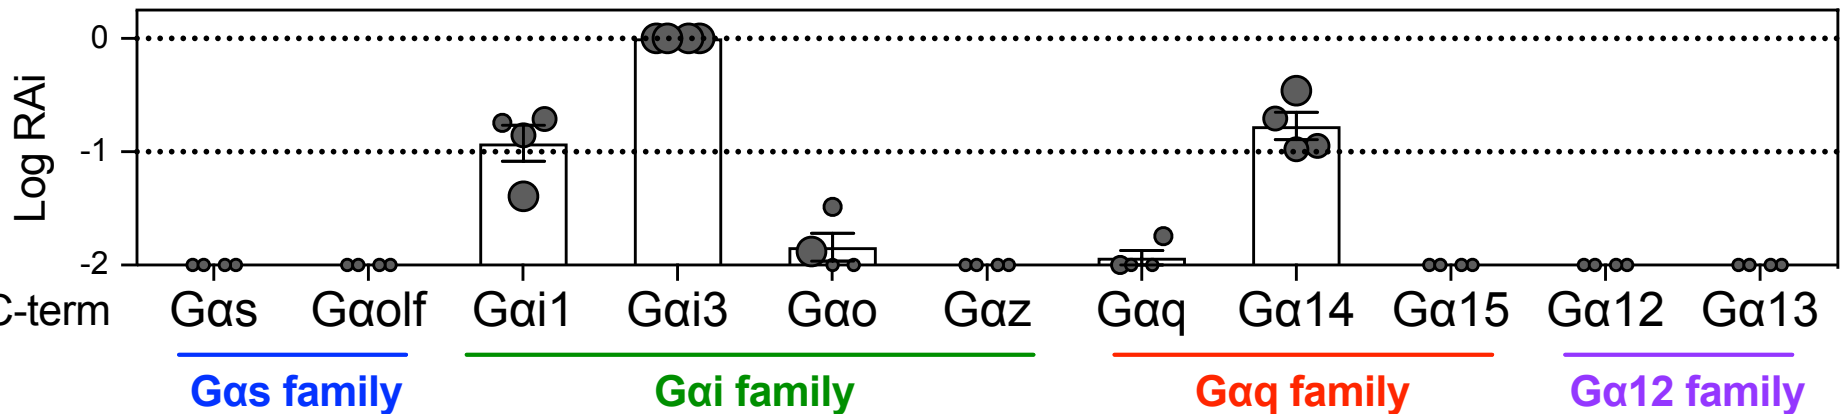 Log RAi
0
-1
-2
C-term Gαs Gαolf Gαi1 Gαi3 Gαo Gαz Gαq Gα14 Gα15 Gα12 Gα13
Gαs family Gαi family Gαq family Gα12 family